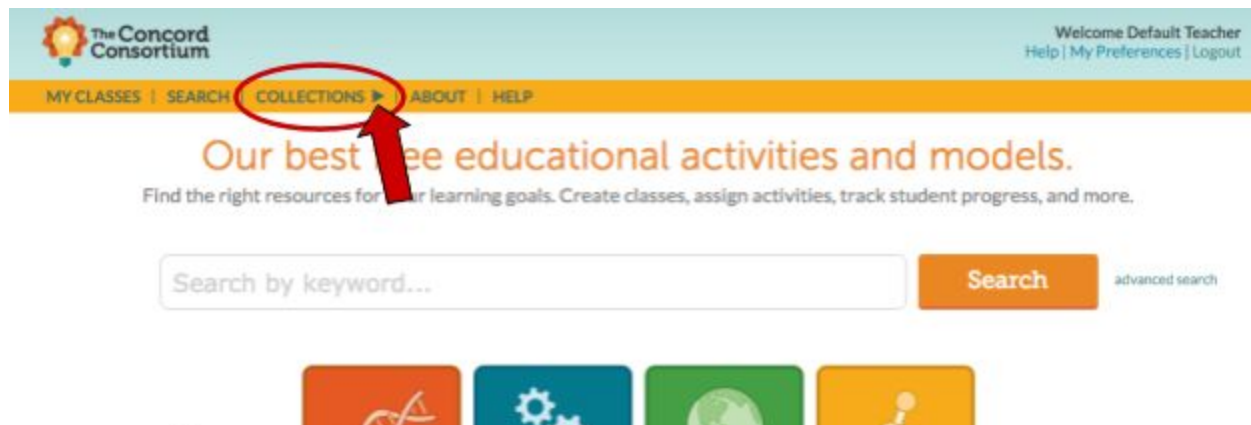 The Concord
Consortium
Welcome Default Teacher
Help | My Preferences | Logout
MY CLASSES | SEARCH | COLLECTIONS ▶ | ABOUT | HELP
Our best educational activities and models.
Find the right resources for learning goals. Create classes, assign activities, track student progress, and more.
Search by keyword...
Search
advanced search